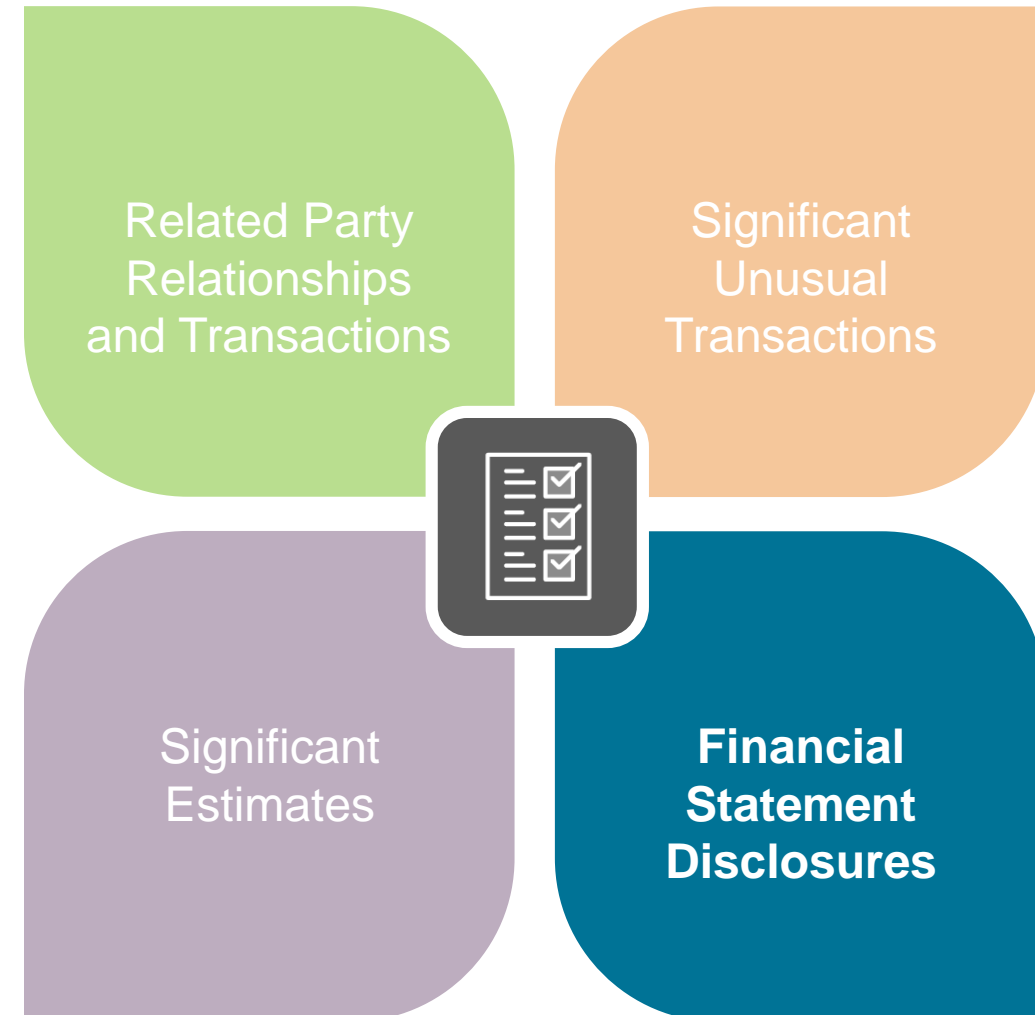 Related Party
Relationships
and Transactions
Significant
Unusual
Transactions
Significant
Estimates
Financial
Statement
Disclosures